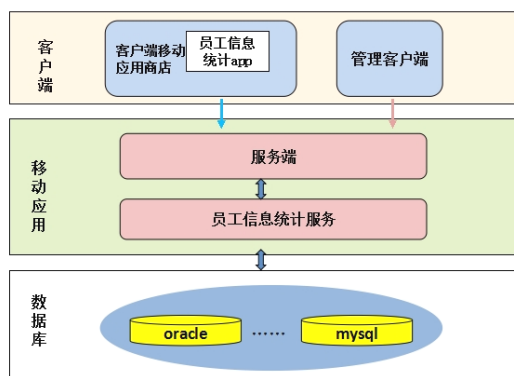 客户端
客户端移动
应用商店
员工信息
统计app
管理客户端
移动应用
服务端
员工信息统计服务
数据库
oracle
……
mysql